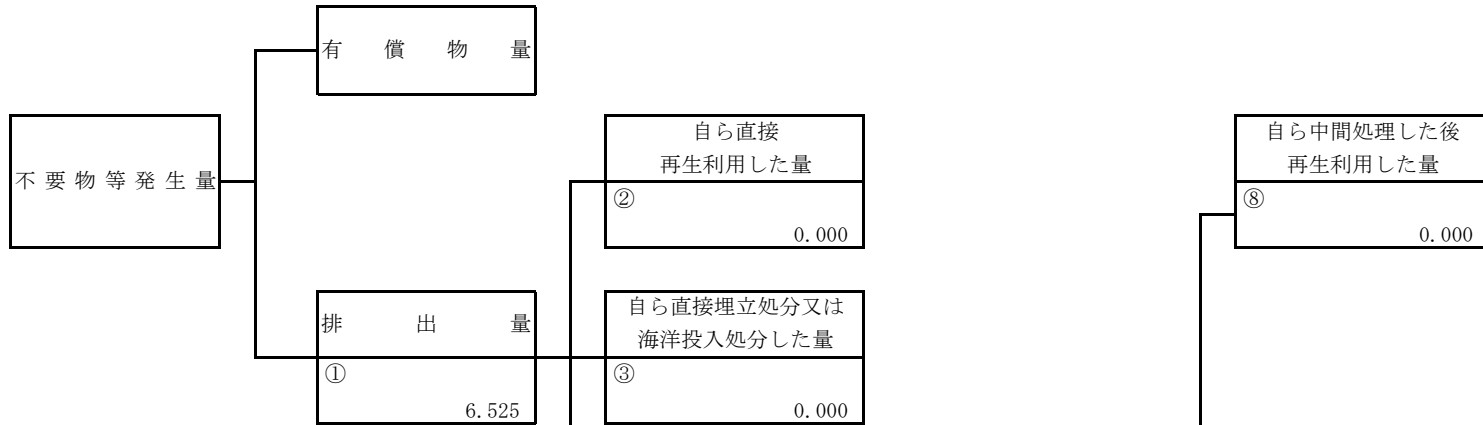 有償物量
自ら直接
再生利用した量
②
0.000
自ら中間処理した後
再生利用した量
⑧
0.000
不要物等発生量
排出量
①
6.525
自ら直接埋立処分又は
海洋投入処分した量
③
0.000